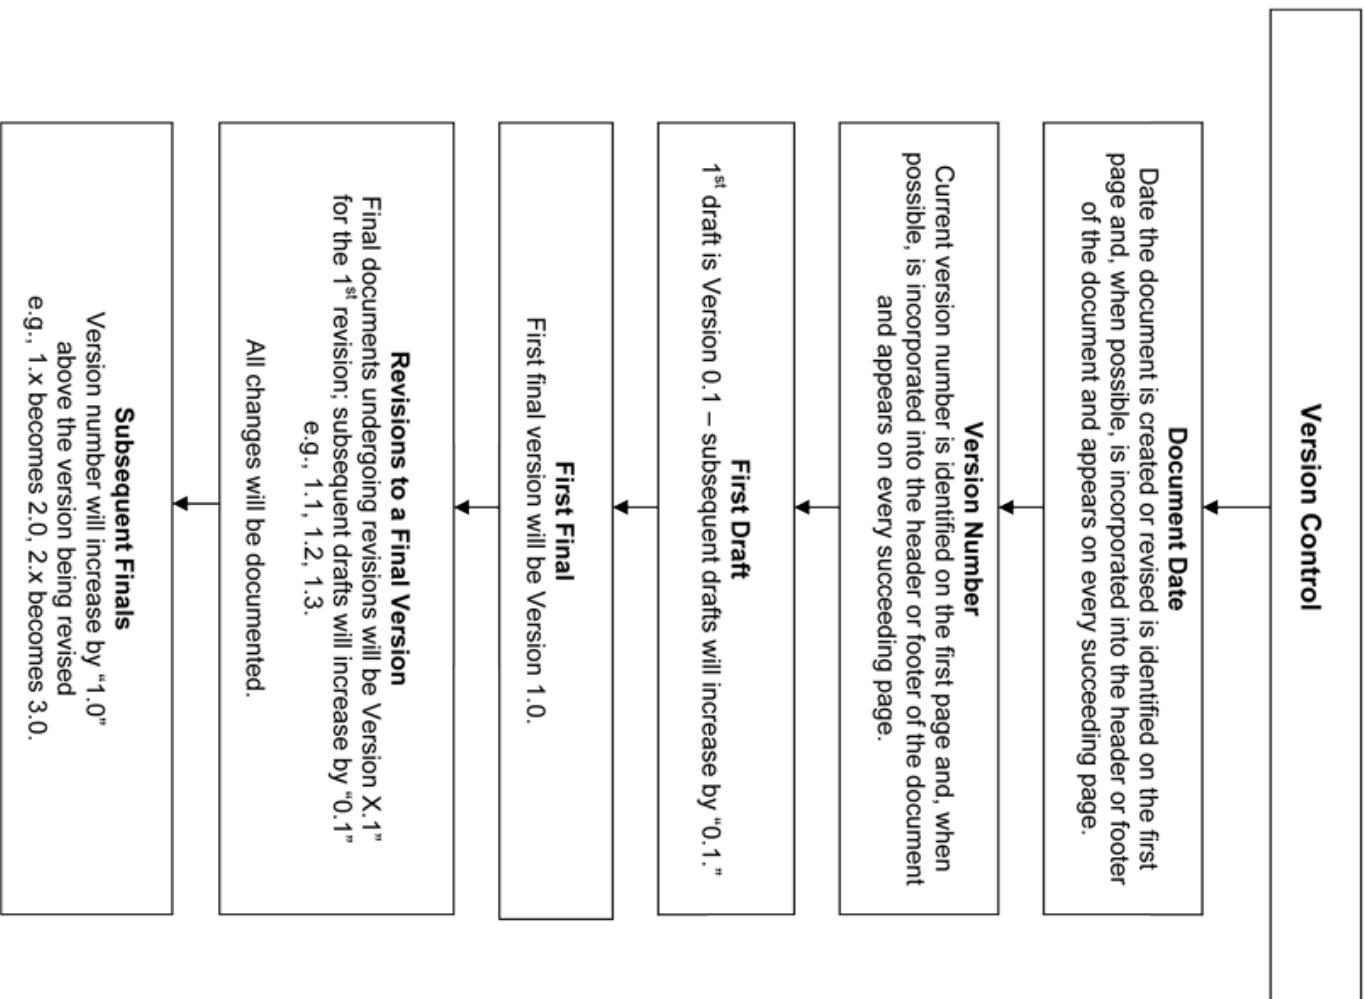 Version Control
Document Date
Date the document is created or revised is identified on the first
page and, when possible, is incorporated into the header or footer
of the document and appears on every succeeding page.
Version Number
Current version number is identified on the first page and, when
possible, is incorporated into the header or footer of the document
and appears on every succeeding page.
First Draft
1st draft is Version 0.1 – subsequent drafts will increase by “0.1.”
First Final
First final version will be Version 1.0.
Revisions to a Final Version
Final documents undergoing revisions will be Version X.1”
for the 1st revision; subsequent drafts will increase by “0.1”
e.g., 1.1, 1.2, 1.3.
All changes will be documented.
Subsequent Finals
Version number will increase by “1.0”
above the version being revised
e.g., 1.x becomes 2.0, 2.x becomes 3.0.